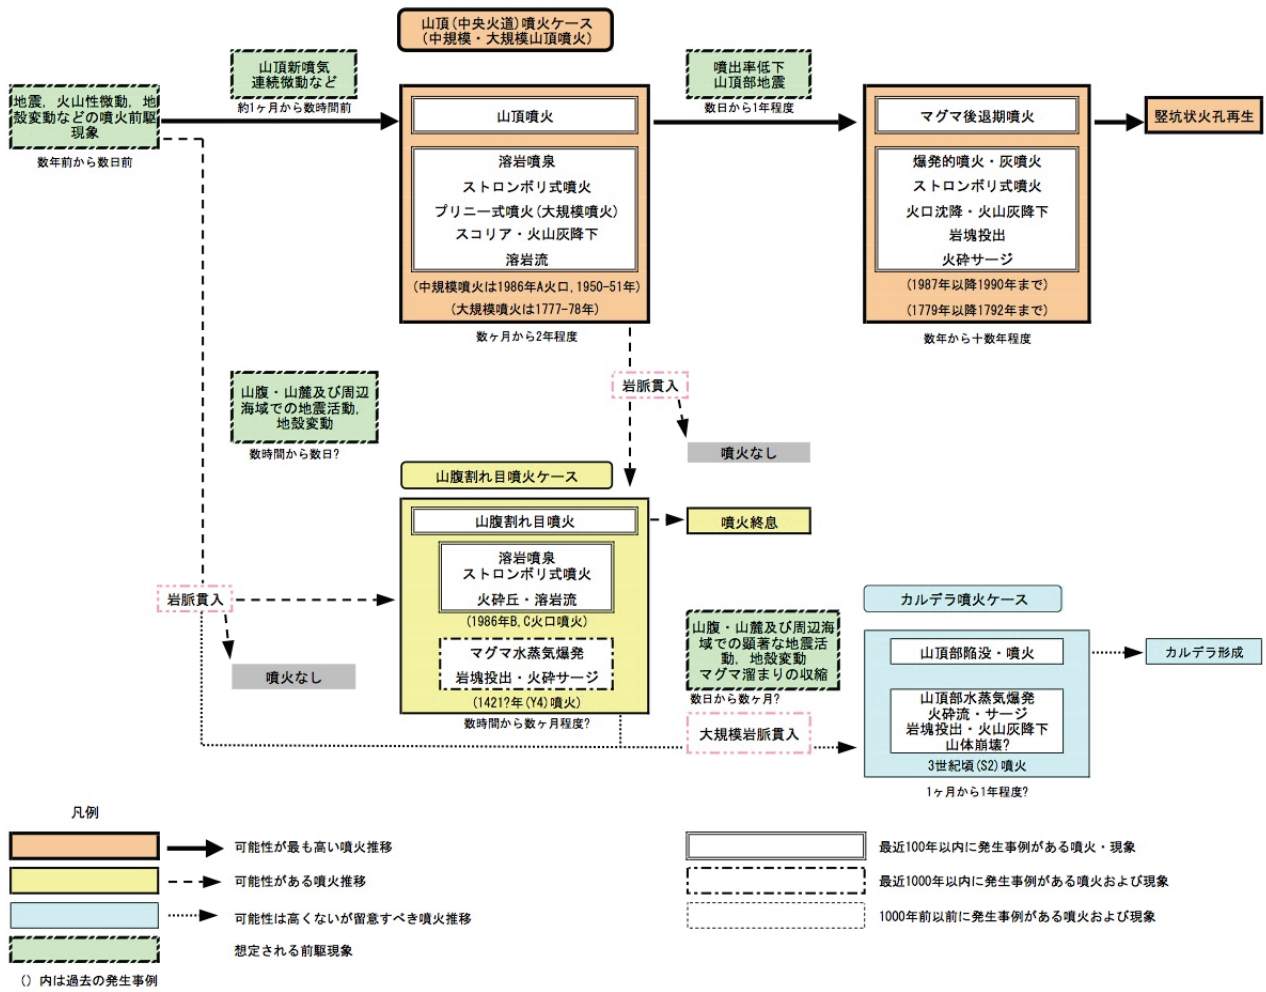 山頂(中央火道)噴火ケース
(中規模・大規模山頂噴火)
山頂新噴気
連続微動など
約1ヶ月から数時間前
噴出率低下
山頂部地震
数日から1年程度
地震, 火山性微動, 地
殻変動などの噴火前駆
現象
数年前から数日前
山頂噴火
溶岩噴泉
ストロンボリ式噴火
プリニー式噴火(大規模噴火)
スコリア・火山灰降下
溶岩流
(中規模噴火は1986年A火口,1950-51年)
(大規模噴火は1777-78年)
数ヶ月から2年程度
マグマ後退期噴火
爆発的噴火・灰噴火
ストロンボリ式噴火
火口沈降・火山灰降下
岩塊投出
火砕サージ
(1987年以降1990年まで)
(1779年以降1792年まで)
数年から十数年程度
竪坑状火孔再生
山腹・山麓及び周辺
海域での地震活動,
地殻変動
数時間から数日?
岩脈貫入
噴火なし
山腹割れ目噴火ケース
山腹割れ目噴火
溶岩噴泉
ストロンボリ式噴火
火砕丘・溶岩流
(1986年B,C火口噴火)
マグマ水蒸気爆発
岩塊投出・火砕サージ
(1421?年(Y4)噴火)
数時間から数ヶ月程度?
噴火終息
岩脈貫入
噴火なし
山腹・山麓及び周辺海
域での顕著な地震活
動, 地殻変動
マグマ溜まりの収縮
数日から数ヶ月?
大規模岩脈貫入
カルデラ噴火ケース
山頂部陥没・噴火
山頂部水蒸気爆発
火砕流・サージ
岩塊投出・火山灰降下
山体崩壊?
3世紀頃(S2)噴火
1ヶ月から1年程度?
カルデラ形成
凡例
可能性が最も高い噴火推移
可能性がある噴火推移
可能性は高くないが留意すべき噴火推移
想定される前駆現象
()内は過去の発生事例
最近100年以内に発生事例がある噴火・現象
最近1000年以内に発生事例がある噴火および現象
1000年前以前に発生事例がある噴火および現象